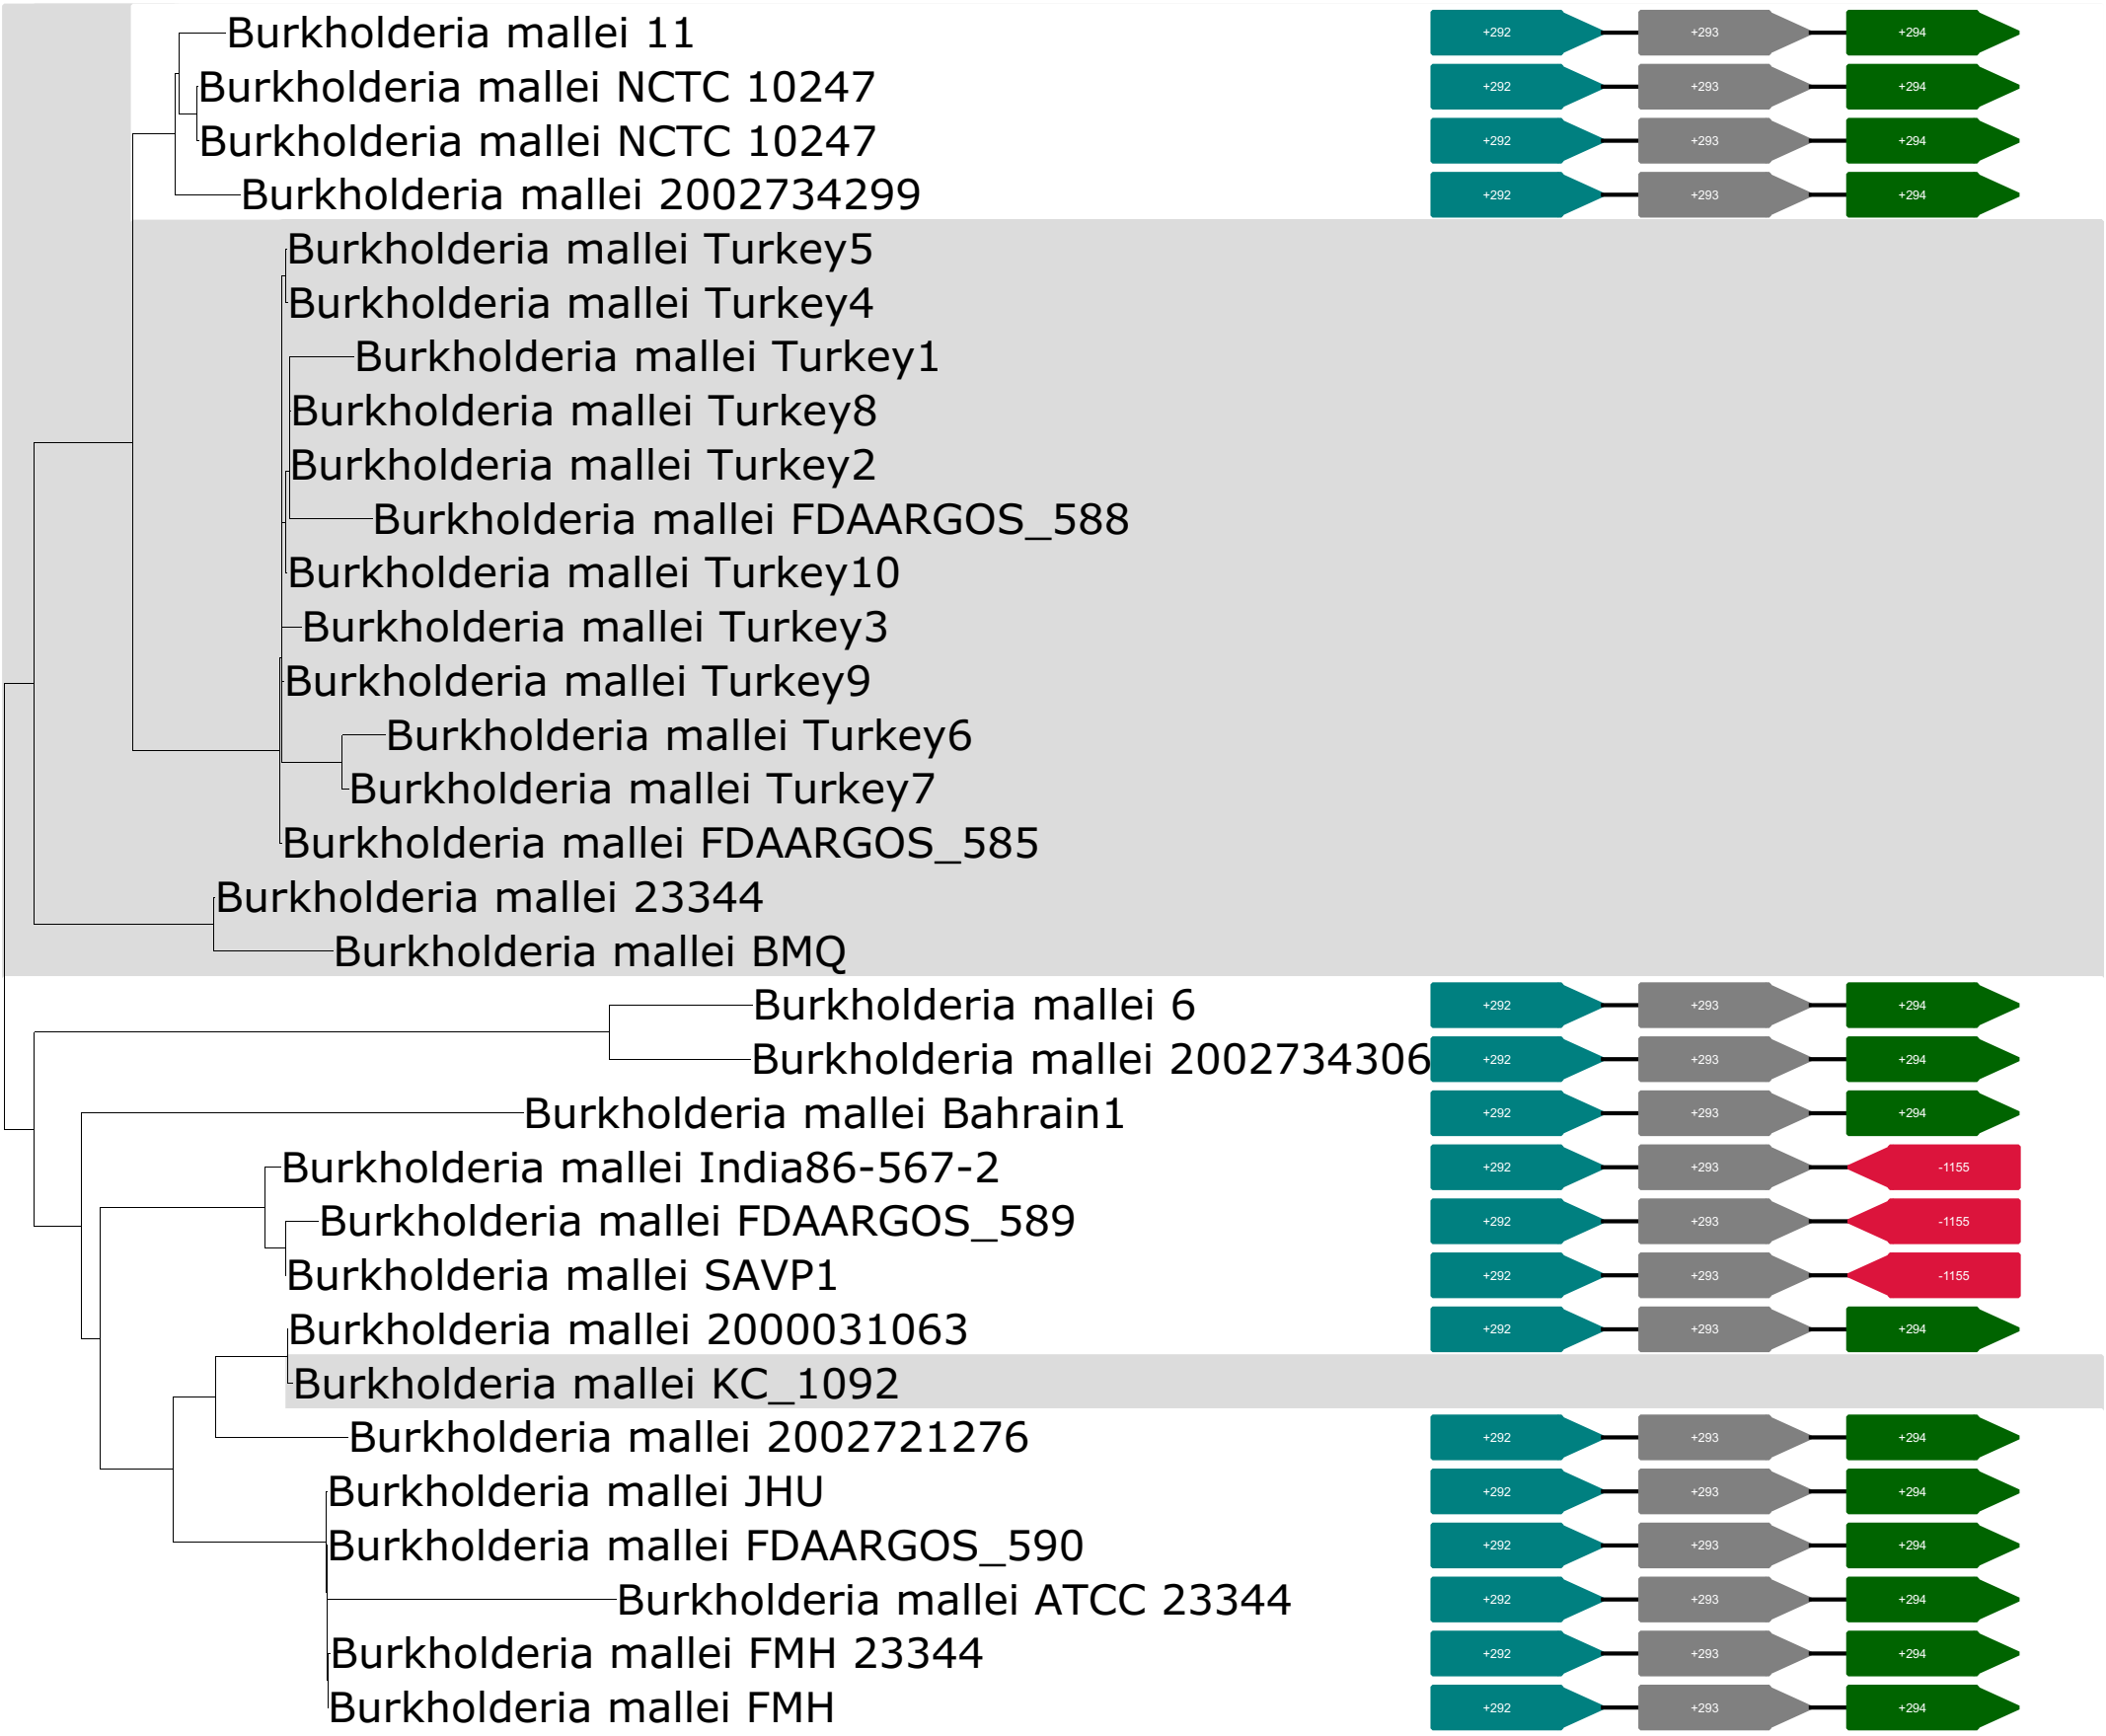 Burkholderia mallei 11 +292 +293 +294
Burkholderia mallei NCTC 10247 +292 +293 +294
Burkholderia mallei NCTC 10247 +292 +293 +294
Burkholderia mallei 2002734299 +292 +293 +294
Burkholderia mallei Turkey5
Burkholderia mallei Turkey4
Burkholderia mallei Turkey1
Burkholderia mallei Turkey8
Burkholderia mallei Turkey2
Burkholderia mallei FDAARGOS_588
Burkholderia mallei Turkey10
Burkholderia mallei Turkey3
Burkholderia mallei Turkey9
Burkholderia mallei Turkey6
Burkholderia mallei Turkey7
Burkholderia mallei FDAARGOS_585
Burkholderia mallei 23344
Burkholderia mallei BMQ
Burkholderia mallei 6 +292 +293 +294
Burkholderia mallei 2002734306 +292 +293 +294
Burkholderia mallei Bahrain1 +292 +293 +294
Burkholderia mallei India86-567-2 +292 +293 -1155
Burkholderia mallei FDAARGOS_589 +292 +293 -1155
Burkholderia mallei SAVP1 +292 +293 -1155
Burkholderia mallei 2000031063 +292 +293 +294
Burkholderia mallei KC_1092
Burkholderia mallei 2002721276 +292 +293 +294
Burkholderia mallei JHU +292 +293 +294
Burkholderia mallei FDAARGOS_590 +292 +293 +294
Burkholderia mallei ATCC 23344 +292 +293 +294
Burkholderia mallei FMH 23344 +292 +293 +294
Burkholderia mallei FMH +292 +293 +294